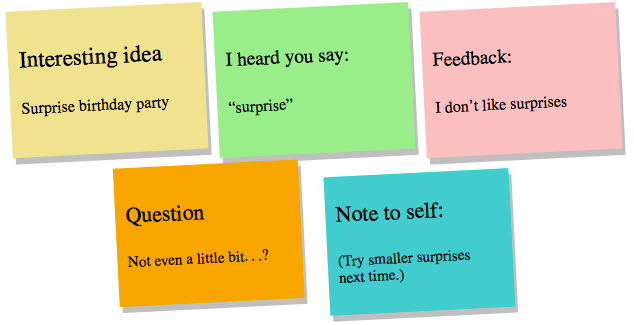 Interesting idea
Surprise birthday party
I heard you say:
“surprise”
Feedback:
I don’t like surprises
Question
Not even a little bit. . .?
Note to self:
(Try smaller surprises
next time.)